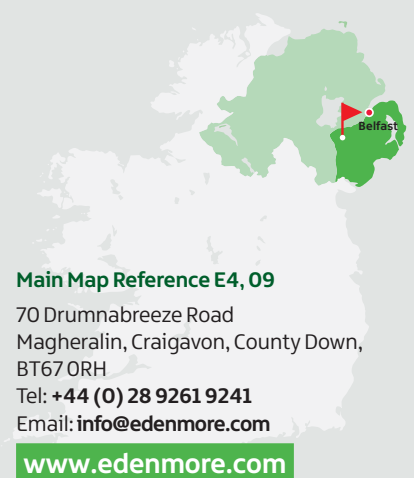 Belfast
Main Map Reference E4, 09
70 Drumnabreeze Road
Magheralin, Craigavon, County Down,
BT67 0RH
Tel: +44 (0) 28 9261 9241
Email: info@edenmore.com
www.edenmore.com